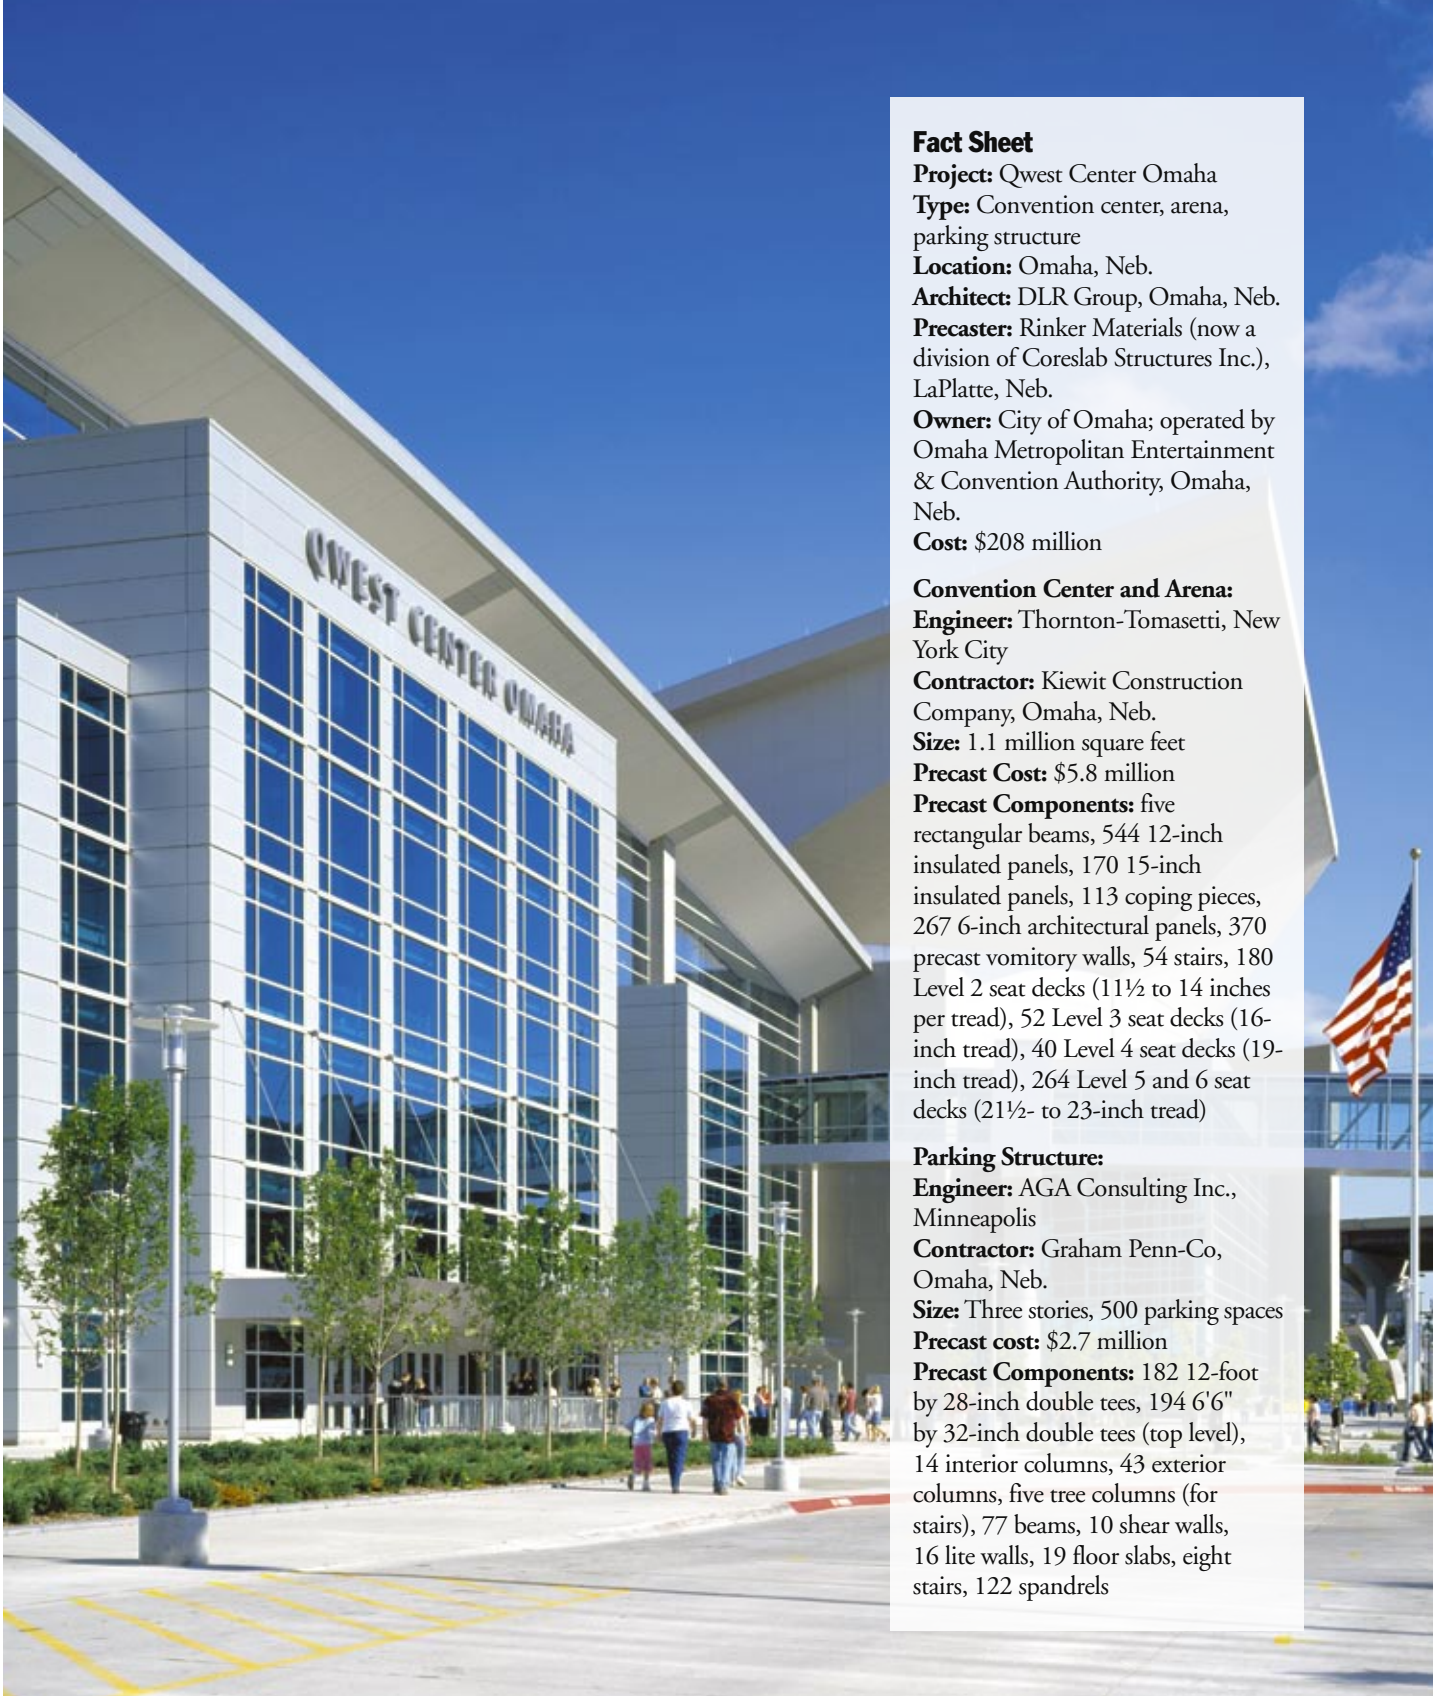 QWEST CENTER OMAHA
Fact Sheet
Project: Qwest Center Omaha
Type: Convention center, arena,
parking structure
Location: Omaha, Neb.
Architect: DLR Group, Omaha, Neb.
Precaster: Rinker Materials (now a
division of Coreslab Structures Inc.),
LaPlatte, Neb.
Owner: City of Omaha; operated by
Omaha Metropolitan Entertainment
& Convention Authority, Omaha,
Neb.
Cost: $208 million
Convention Center and Arena:
Engineer: Thornton-Tomasetti, New
York City
Contractor: Kiewit Construction
Company, Omaha, Neb.
Size: 1.1 million square feet
Precast Cost: $5.8 million
Precast Components: five
rectangular beams, 544 12-inch
insulated panels, 170 15-inch
insulated panels, 113 coping pieces,
267 6-inch architectural panels, 370
precast vomitory walls, 54 stairs, 180
Level 2 seat decks (11½ to 14 inches
per tread), 52 Level 3 seat decks (16-
inch tread), 40 Level 4 seat decks (19-
inch tread), 264 Level 5 and 6 seat
decks (21½- to 23-inch tread)
Parking Structure:
Engineer: AGA Consulting Inc.,
Minneapolis
Contractor: Graham Penn-Co,
Omaha, Neb.
Size: Three stories, 500 parking spaces
Precast cost: $2.7 million
Precast Components: 182 12-foot
by 28-inch double tees, 194 6'6"
by 32-inch double tees (top level),
14 interior columns, 43 exterior
columns, five tree columns (for
stairs), 77 beams, 10 shear walls,
16 lite walls, 19 floor slabs, eight
stairs, 122 spandrels